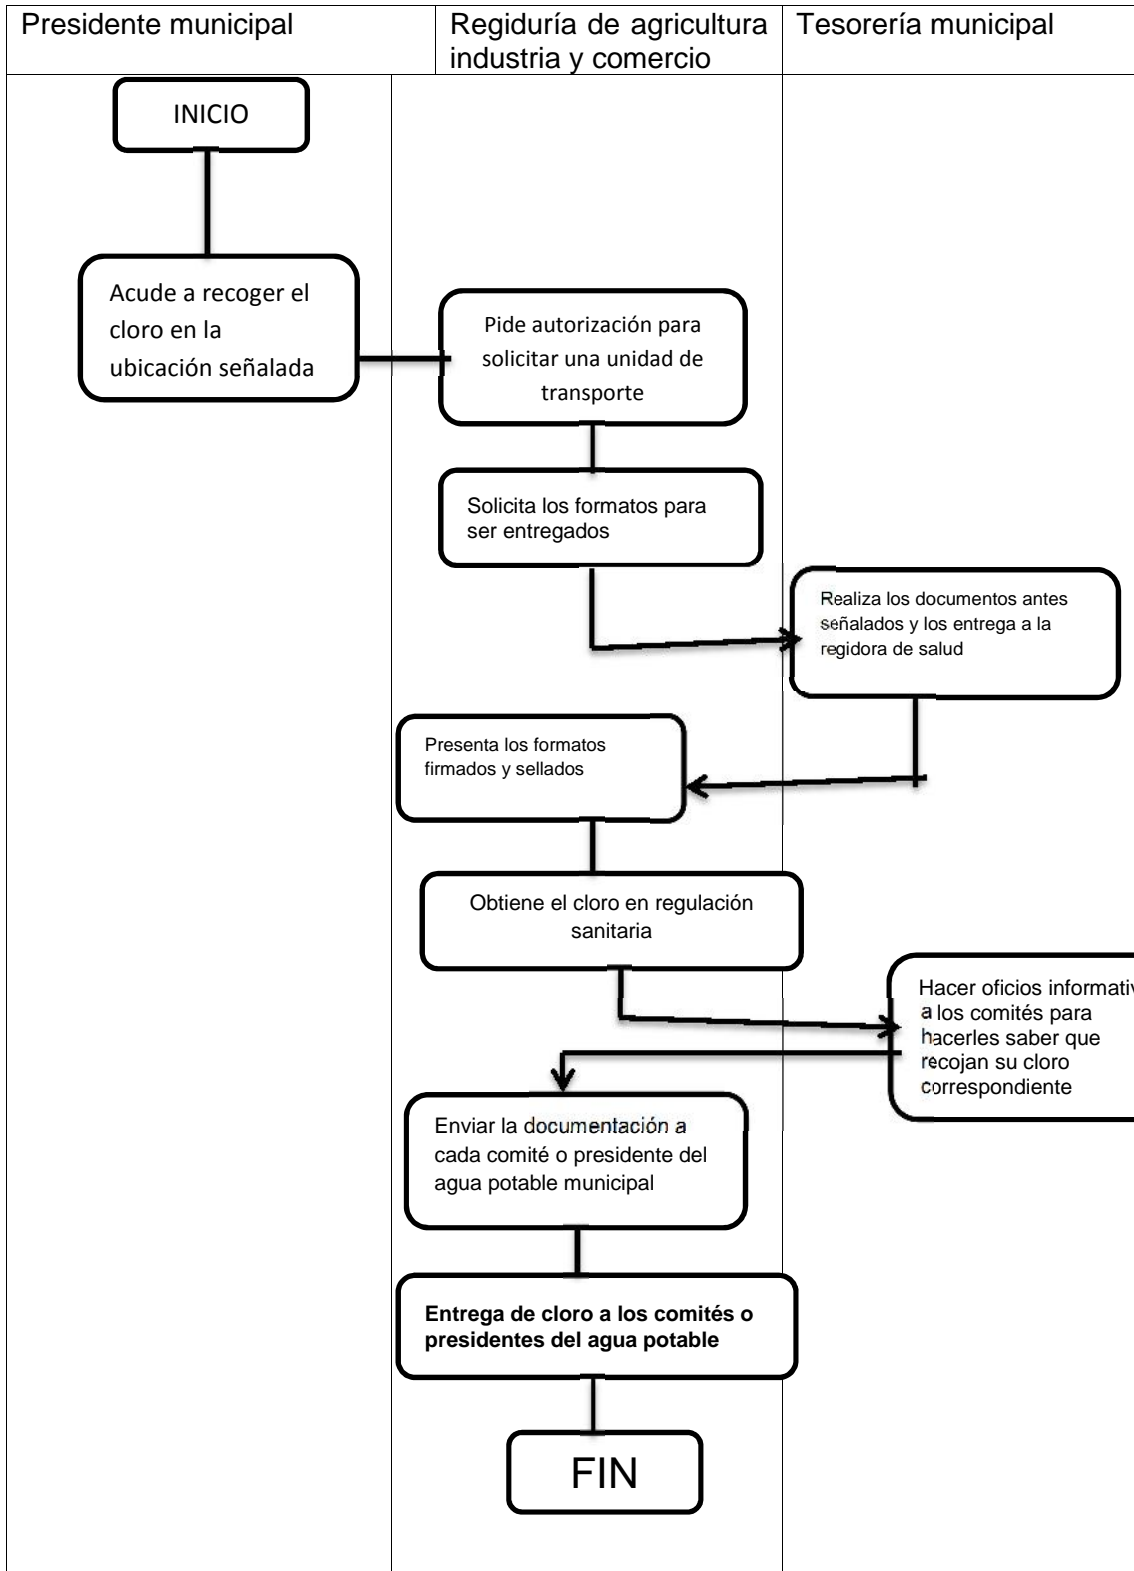 Presidente municipal
Regiduría de agricultura
industria y comercio
Tesorería municipal
INICIO
Acude a recoger el
cloro en la
ubicación señalada
Pide autorización para
solicitar una unidad de
transporte
Solicita los formatos para
ser entregados
Realiza los documentos antes
señalados y los entrega a la
regidora de salud
Presenta los formatos
firmados y sellados
Obtiene el cloro en regulación
sanitaria
Hacer oficios informativ
a los comités para
hacerles saber que
recojan su cloro
correspondiente
Enviar la documentación a
cada comité o presidente del
agua potable municipal
Entrega de cloro a los comités o
presidentes del agua potable
FIN